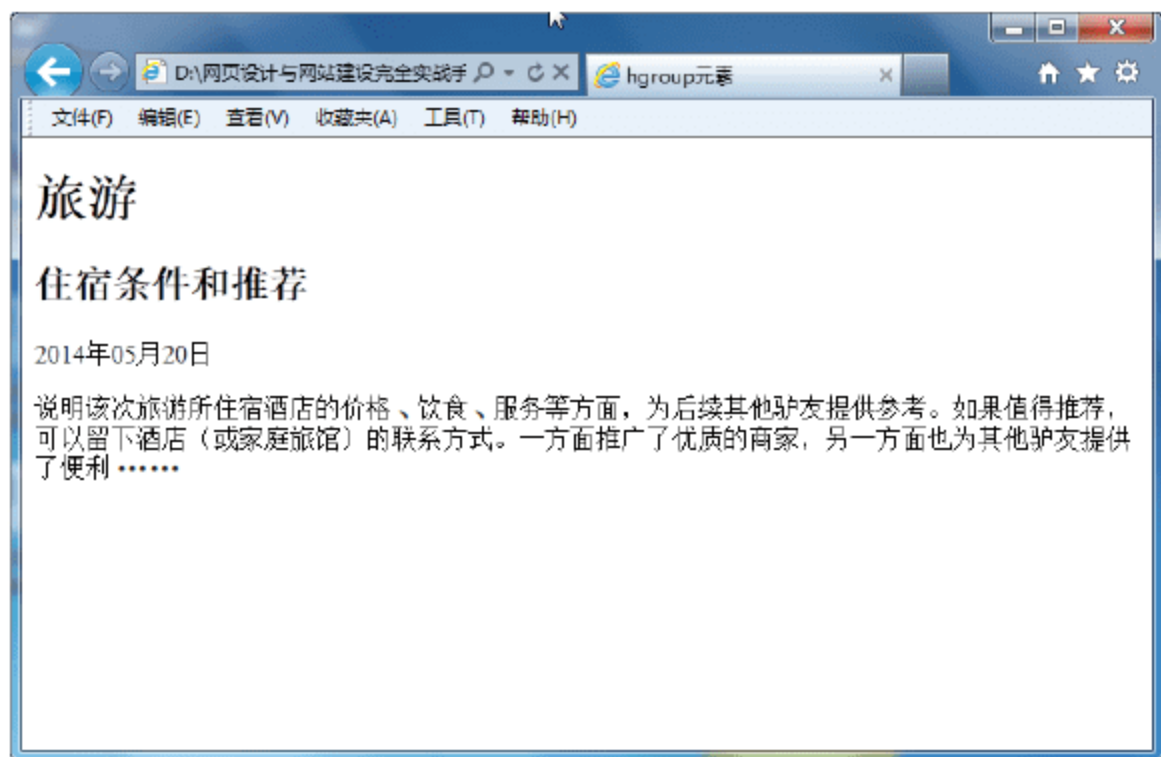 D:\网页设计与网站建设完全实战手
hgroup元素
文件(F) 编辑(E) 查看(V) 收藏夹(A) 工具(T) 帮助(H)
旅游
住宿条件和推荐
2014年05月20日
说明该次旅游所住宿酒店的价格、饮食、服务等方面，为后续其他驴友提供参考。如果值得推荐，
可以留下酒店（或家庭旅馆）的联系方式。一方面推广了优质的商家，另一方面也为其他驴友提供
了便利 ……